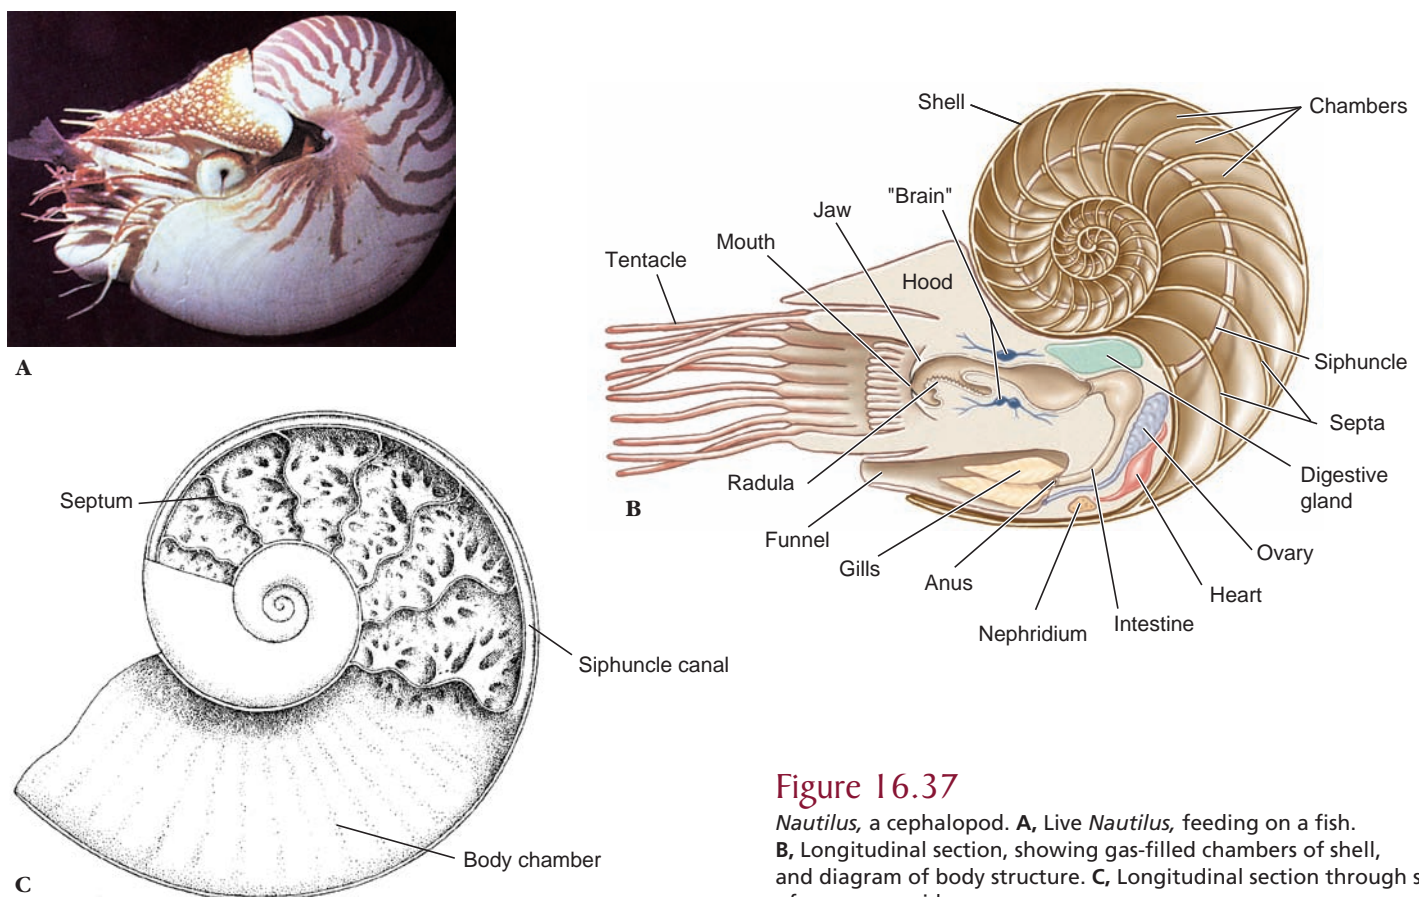 A
Shell
Chambers
"Brain"
Jaw
Mouth
Tentacle
Hood
Siphuncle
Septa
Digestive
gland
Radula
B
Funnel
Gills
Anus
Ovary
Heart
Intestine
Nephridium
Septum
Siphuncle canal
Body chamber
C
Figure 16.37
Nautilus, a cephalopod. A, Live Nautilus, feeding on a fish.
B, Longitudinal section, showing gas-filled chambers of shell,
and diagram of body structure. C, Longitudinal section through